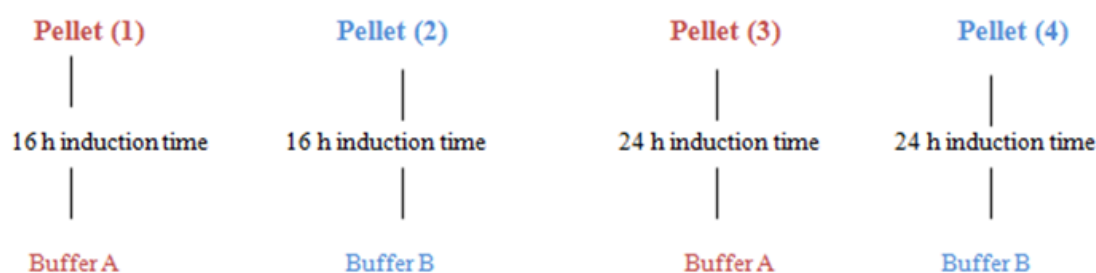 Pellet (1) Pellet (2) Pellet (3) Pellet (4)
16 h induction time 16 h induction time 24 h induction time 24 h induction time
Buffer A Buffer B Buffer A Buffer B